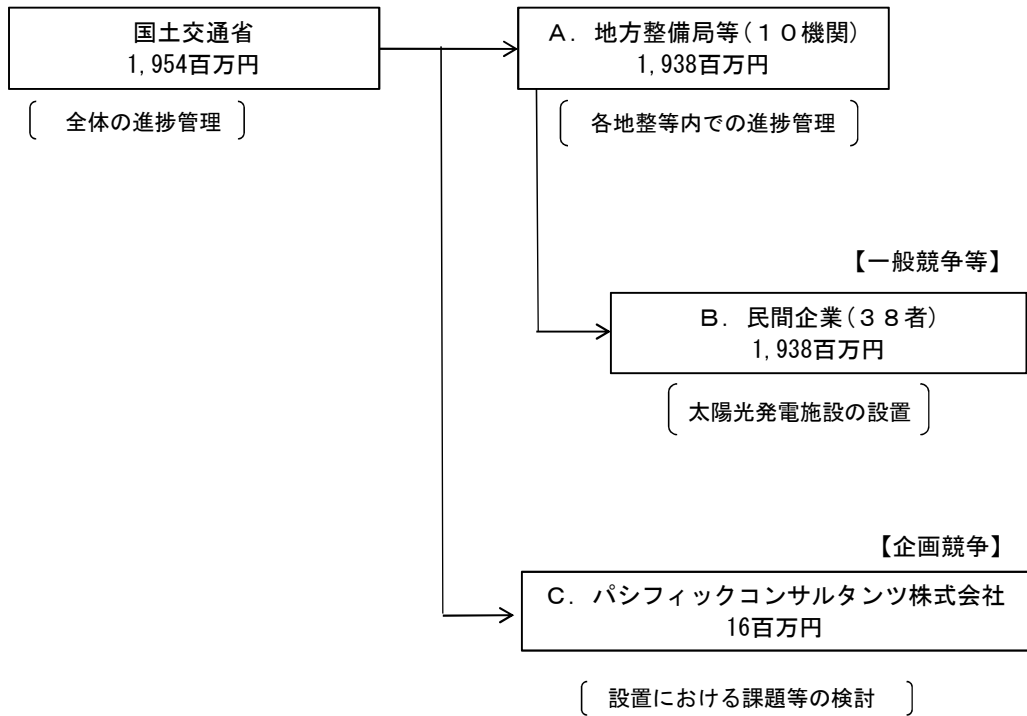 国土交通省
1,954百万円
全体の進捗管理
A．地方整備局等（１０機関）
1,938百万円
各地整等内での進捗管理
【一般競争等】
B．民間企業（３８者）
1,938百万円
太陽光発電施設の設置
【企画競争】
C．パシフィックコンサルタンツ株式会社
16百万円
設置における課題等の検討